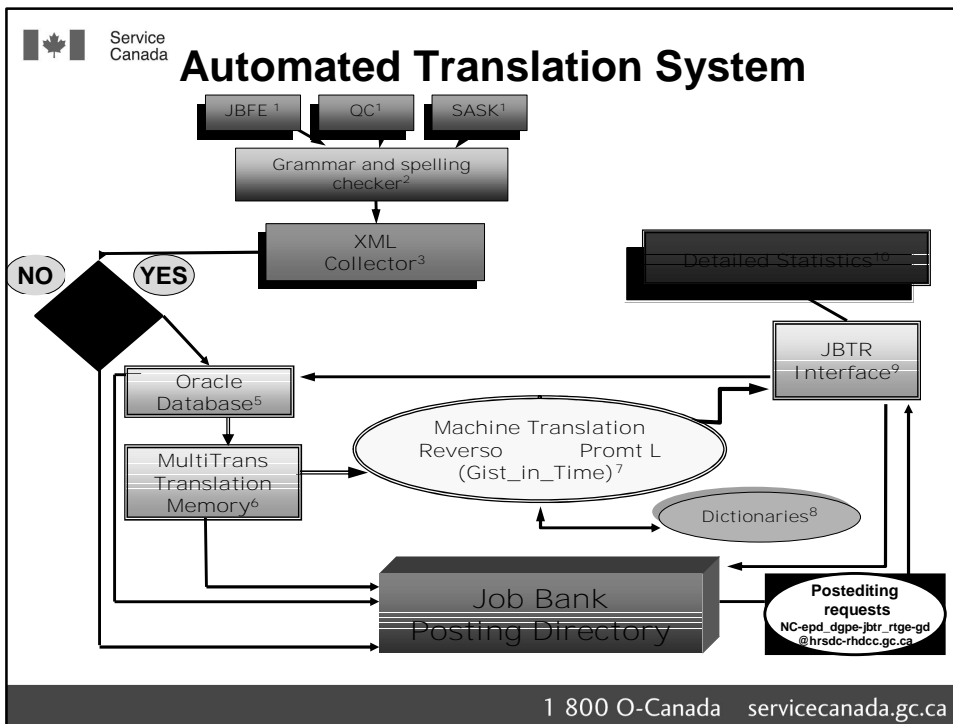 Service
Canada
Automated Translation System
JBFE ¹
QC¹
SASK¹
Grammar and spelling
checker²
XML
Collector³
NO
YES
Detailed Statistics¹⁰
JBTR
Interface⁹
Oracle
Database⁵
Machine Translation
Reverso Promt L
(Gist_in_Time)⁷
MultiTrans
Translation
Memory⁶
Dictionaries⁸
Job Bank
Posting Directory
Postediting
requests
NC-epd_dgpe-jbtr_rtge-gd
@hrsdc-rhdcc.gc.ca
1 800 O-Canada servicecanada.gc.ca